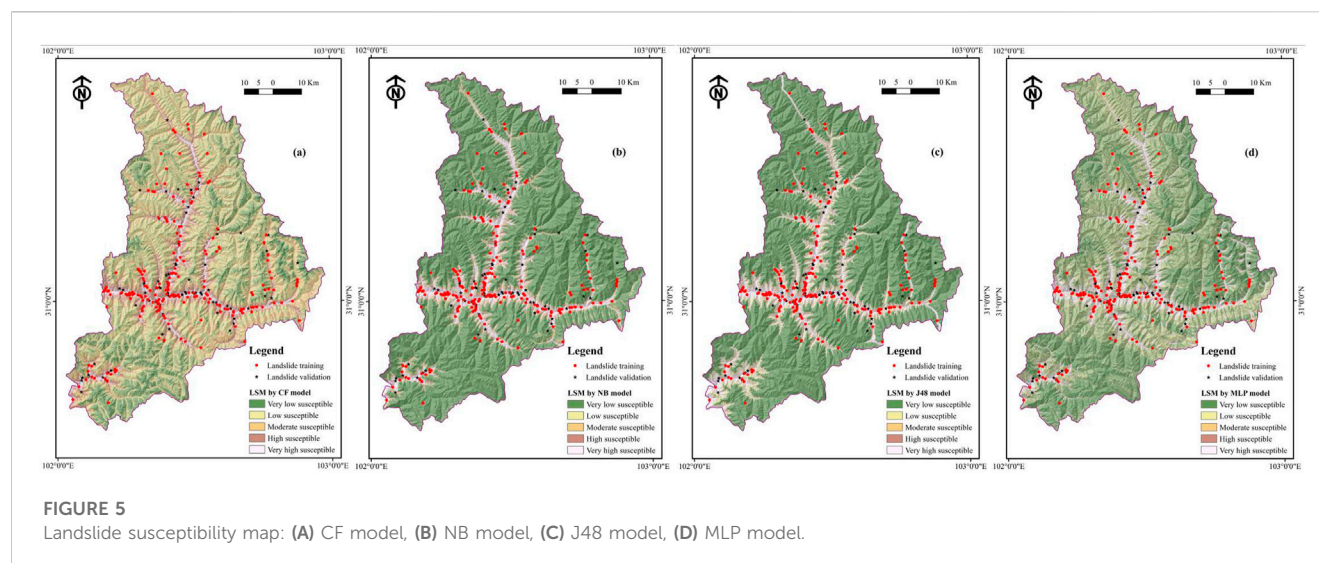 102°0'0"E 103°0'0"E 102°0'0"E 103°0'0"E 102°0'0"E 103°0'0"E 102°0'0"E 103°0'0"E
N 10 5 0 10 Km N 10 5 0 10 Km N 10 5 0 10 Km N 10 5 0 10 Km
(a) (b) (c) (d)
31°0'0"N 31°0'0"N 31°0'0"N 31°0'0"N 31°0'0"N
Legend
Landslide training
Landslide validation
LSM by CF model
Very low susceptible
Low susceptible
Moderate susceptible
High susceptible
Very high susceptible
Legend
Landslide training
Landslide validation
LSM by NB model
Very low susceptible
Low susceptible
Moderate susceptible
High susceptible
Very high susceptible
Legend
Landslide training
Landslide validation
LSM by J48 model
Very low susceptible
Low susceptible
Moderate susceptible
High susceptible
Very high susceptible
Legend
Landslide training
Landslide validation
LSM by MLP model
Very low susceptible
Low susceptible
Moderate susceptible
High susceptible
Very high susceptible
102°0'0"E 103°0'0"E 102°0'0"E 103°0'0"E 102°0'0"E 103°0'0"E 102°0'0"E 103°0'0"E
FIGURE 5
Landslide susceptibility map: (A) CF model, (B) NB model, (C) J48 model, (D) MLP model.